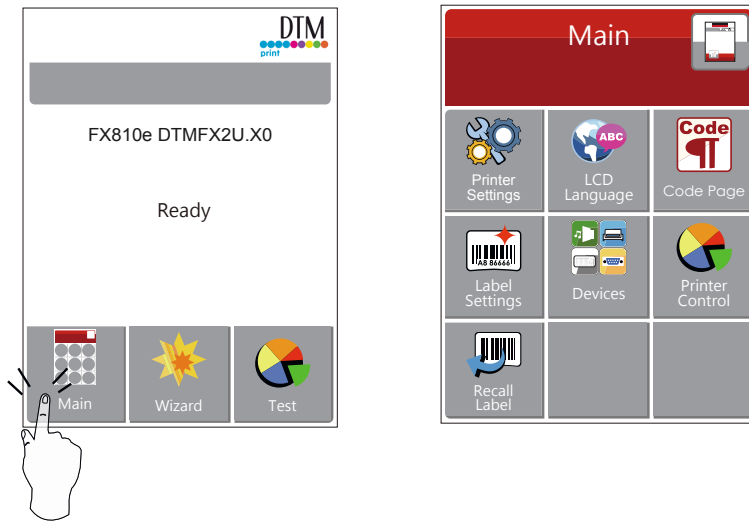 DTM
print
FX810e DTMFX2U.X0
Ready
Main
Wizard
Test
Main
Printer
Settings
ABC
LCD
Language
Code
Code Page
AB 86666
Label
Settings
Devices
Printer
Control
Recall
Label